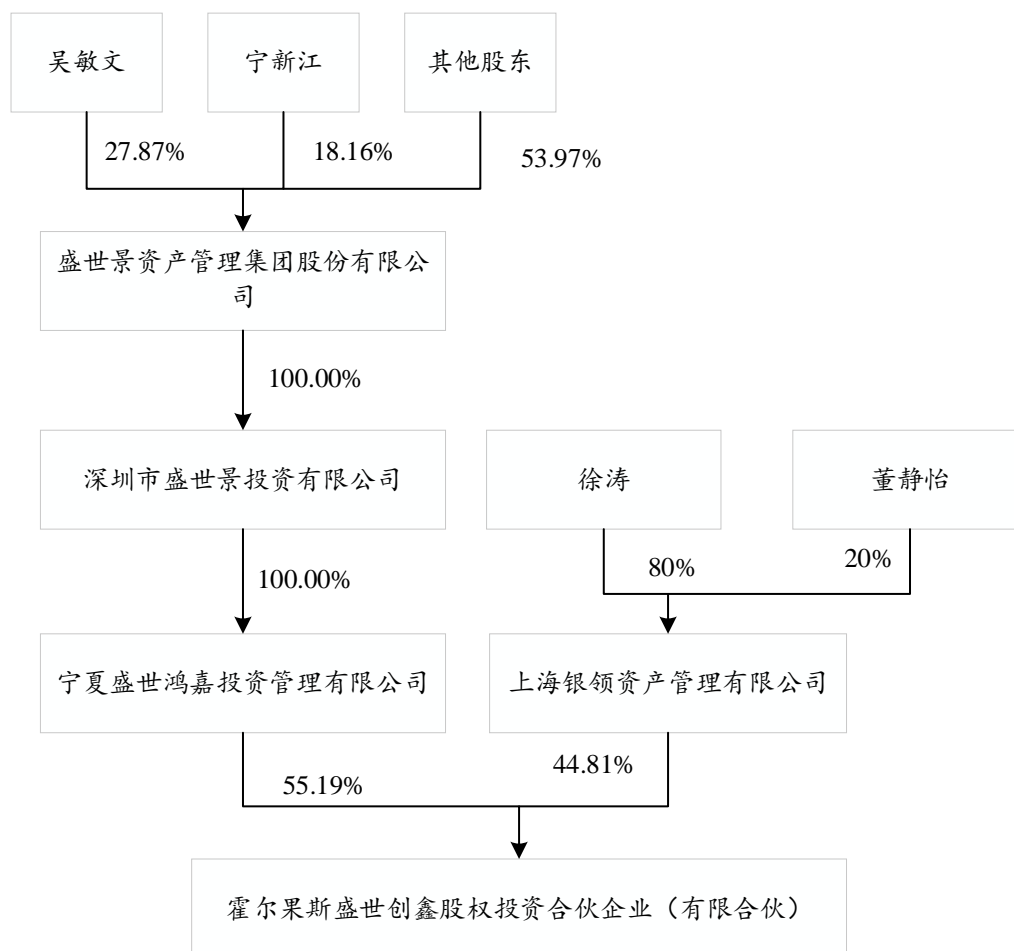 吴敏文
宁新江
其他股东
27.87%
18.16%
53.97%
盛世景资产管理集团股份有限公
司
100.00%
深圳市盛世景投资有限公司
徐涛
董静怡
100.00%
80%
20%
宁夏盛世鸿嘉投资管理有限公司
上海银领资产管理有限公司
55.19%
44.81%
霍尔果斯盛世创鑫股权投资合伙企业（有限合伙）